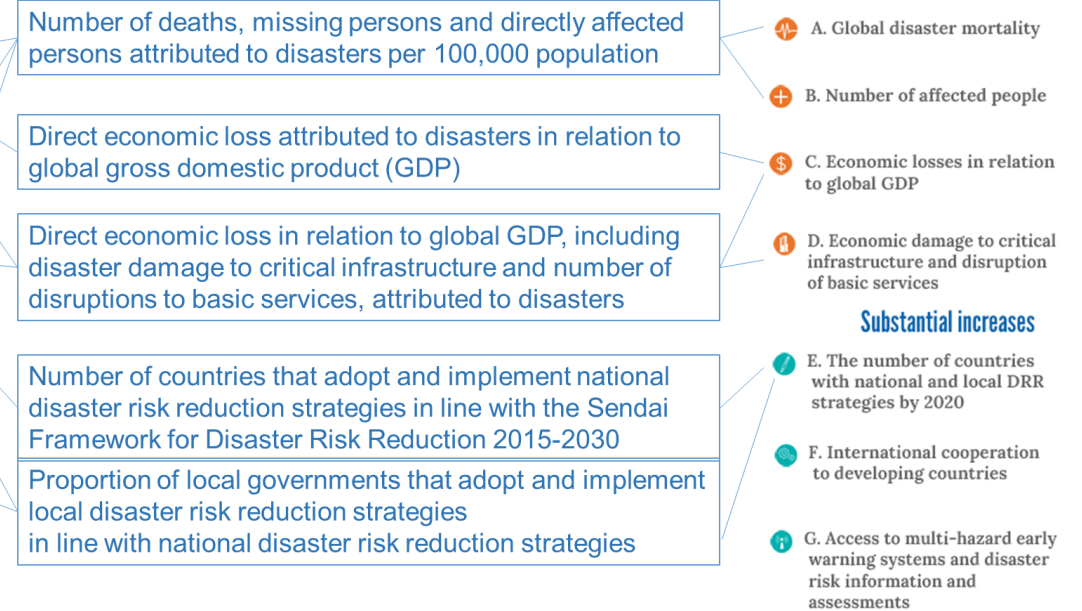 Number of deaths, missing persons and directly affected
persons attributed to disasters per 100,000 population
Direct economic loss attributed to disasters in relation to
global gross domestic product (GDP)
Direct economic loss in relation to global GDP, including
disaster damage to critical infrastructure and number of
disruptions to basic services, attributed to disasters
Number of countries that adopt and implement national
disaster risk reduction strategies in line with the Sendai
Framework for Disaster Risk Reduction 2015-2030
Proportion of local governments that adopt and implement
local disaster risk reduction strategies
in line with national disaster risk reduction strategies
A. Global disaster mortality
B. Number of affected people
C. Economic losses in relation
to global GDP
D. Economic damage to critical
infrastructure and disruption
of basic services
Substantial increases
E. The number of countries
with national and local DRR
strategies by 2020
F. International cooperation
to developing countries
G. Access to multi-hazard early
warning systems and disaster
risk information and
assessments